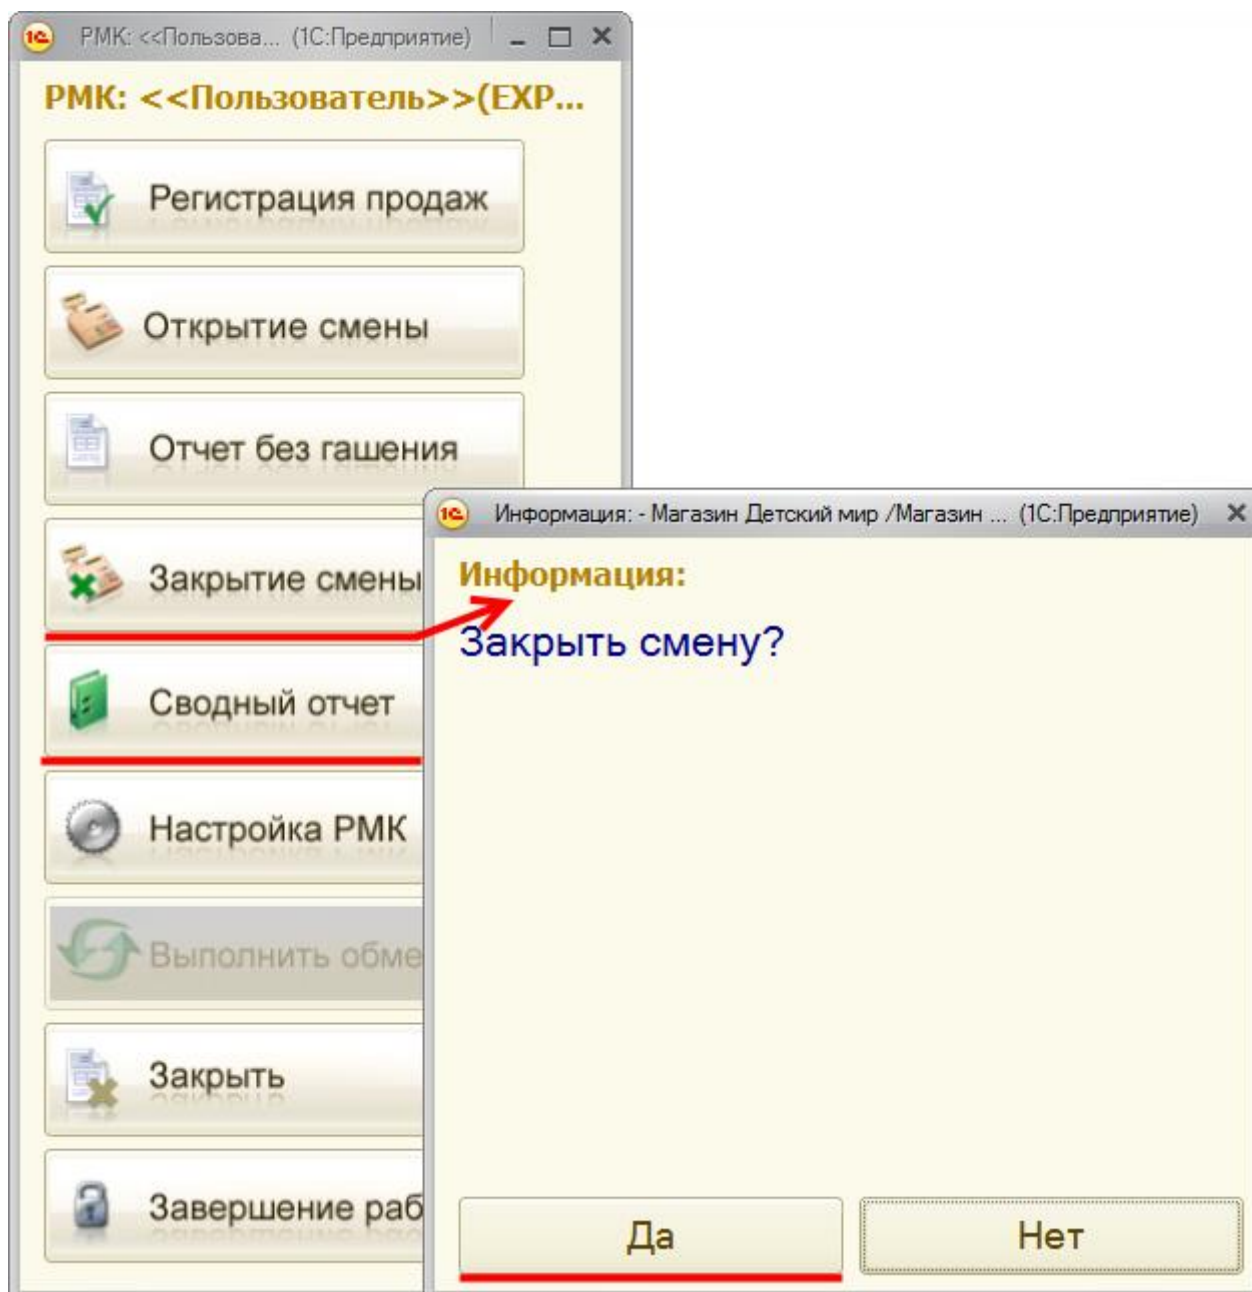 РМК: <<Пользова... (1С:Предприятие)
РМК: <<Пользователь>>(EXP...
Регистрация продаж
Открытие смены
Отчет без гашения
Закрытие смены
Сводный отчет
Настройка РМК
Выполнить обме
Закрыть
Завершение раб
Информация: - Магазин Детский мир /Магазин ... (1С:Предприятие)
Информация:
Закрыть смену?
Да
Нет